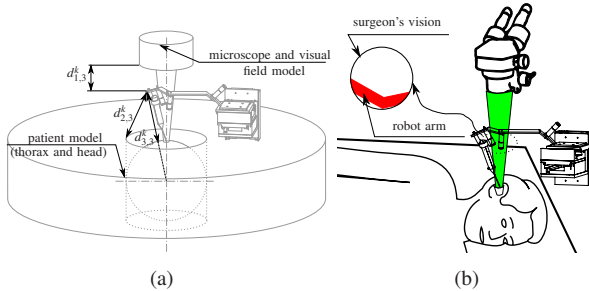 microscope and visual
field model
d^k_{1,3}
d^k_{2,3}
d^k_{3,3}
patient model
(thorax and head)
(a)
surgeon's vision
robot arm
(b)